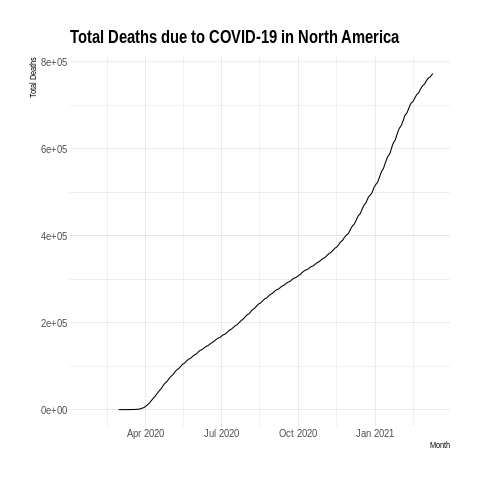 Total Deaths due to COVID-19 in North America
Total Deaths
8e+05
6e+05
4e+05
2e+05
0e+00
Apr 2020 Jul 2020 Oct 2020 Jan 2021
Month